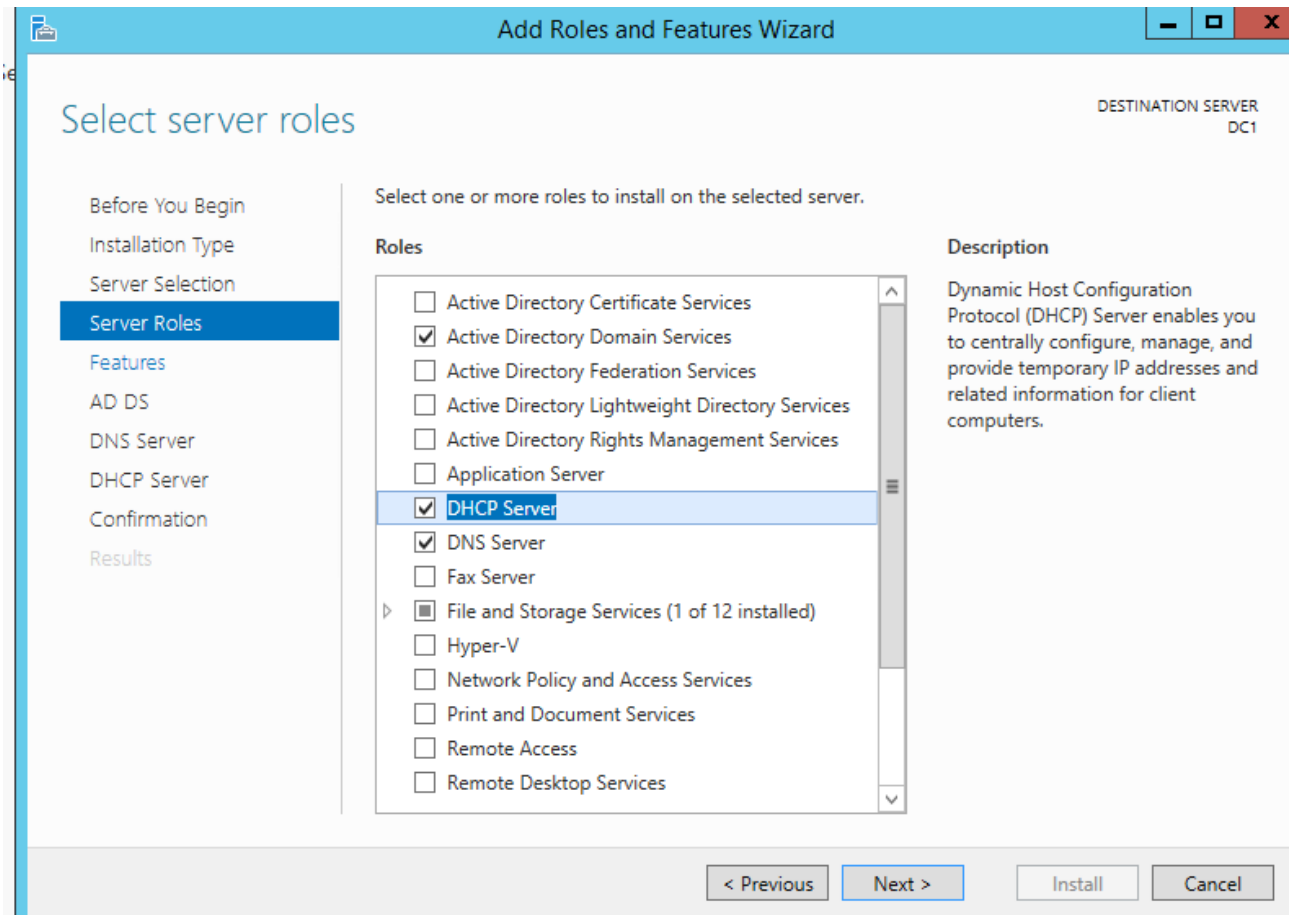 Add Roles and Features Wizard
Select server roles
DESTINATION SERVER
DC1
Before You Begin
Installation Type
Server Selection
Server Roles
Features
AD DS
DNS Server
DHCP Server
Confirmation
Results
Select one or more roles to install on the selected server.
Roles
Active Directory Certificate Services
Active Directory Domain Services
Active Directory Federation Services
Active Directory Lightweight Directory Services
Active Directory Rights Management Services
Application Server
DHCP Server
DNS Server
Fax Server
File and Storage Services (1 of 12 installed)
Hyper-V
Network Policy and Access Services
Print and Document Services
Remote Access
Remote Desktop Services
Description
Dynamic Host Configuration
Protocol (DHCP) Server enables you
to centrally configure, manage, and
provide temporary IP addresses and
related information for client
computers.
< Previous
Next >
Install
Cancel